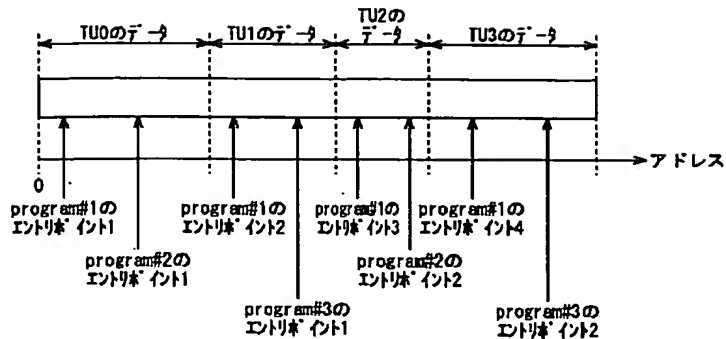 TU0のデータ
TU1のデータ
TU2の
データ
TU3のデータ
アドレス
0
program#1の
エントリポイント1
program#2の
エントリポイント1
program#1の
エントリポイント2
program#3の
エントリポイント1
program#1の
エントリポイント3
program#2の
エントリポイント2
program#1の
エントリポイント4
program#3の
エントリポイント2